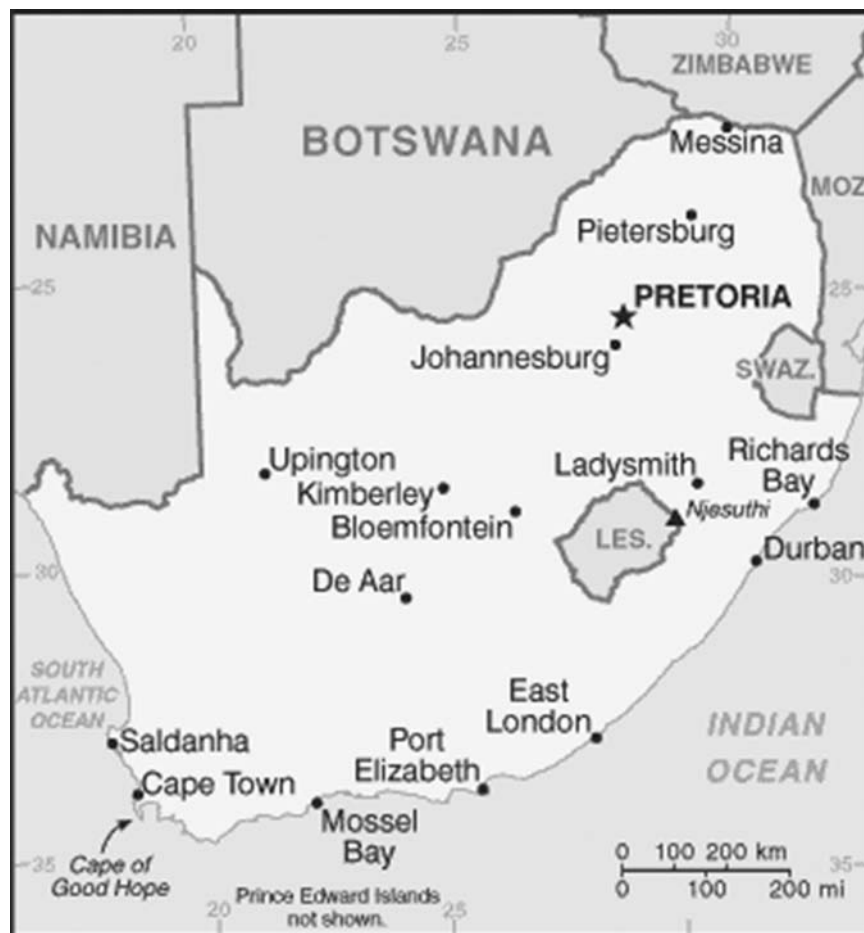 20
25
30
ZIMBABWE
BOTSWANA
Messina
MOZ
NAMIBIA
Pietersburg
25
PRETORIA
25
Johannesburg
SWAZ.
Upington
Ladysmith
Richards
Bay
Kimberley
Njesuthi
Bloemfontein
LES.
Durban
De Aar
30
30
SOUTH
ATLANTIC
OCEAN
East
London
INDIAN
OCEAN
Saldanha
Port
Elizabeth
Cape Town
Mossel
Bay
Cape of
Good Hope
0 100 200 km
0 100 200 mi
35
35
Prince Edward Islands
not shown.
20
25